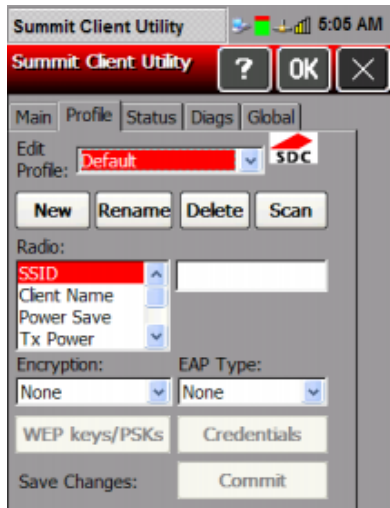 Summit Client Utility 5:05 AM
Summit Client Utility ? OK X
Main Profile Status Diags Global
Edit Profile: Default SDC
New Rename Delete Scan
Radio:
SSID
Client Name
Power Save
Tx Power
Encryption: EAP Type:
None None
WEP keys/PSKs Credentials
Save Changes: Commit